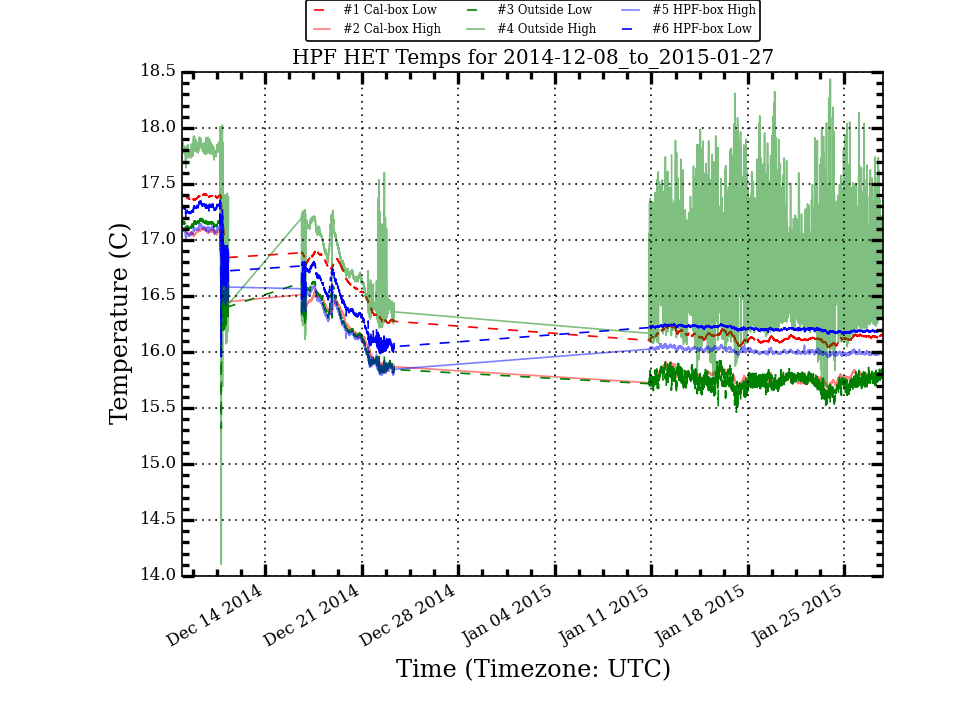 #1 Cal-box Low #3 Outside Low #5 HPF-box High
#2 Cal-box High #4 Outside High #6 HPF-box Low
HPF HET Temps for 2014-12-08_to_2015-01-27
18.5
18.0
17.5
17.0
16.5
16.0
15.5
15.0
14.5
14.0
Temperature (C)
Dec 14 2014 Dec 21 2014 Dec 28 2014 Jan 04 2015 Jan 11 2015 Jan 18 2015 Jan 25 2015
Time (Timezone: UTC)